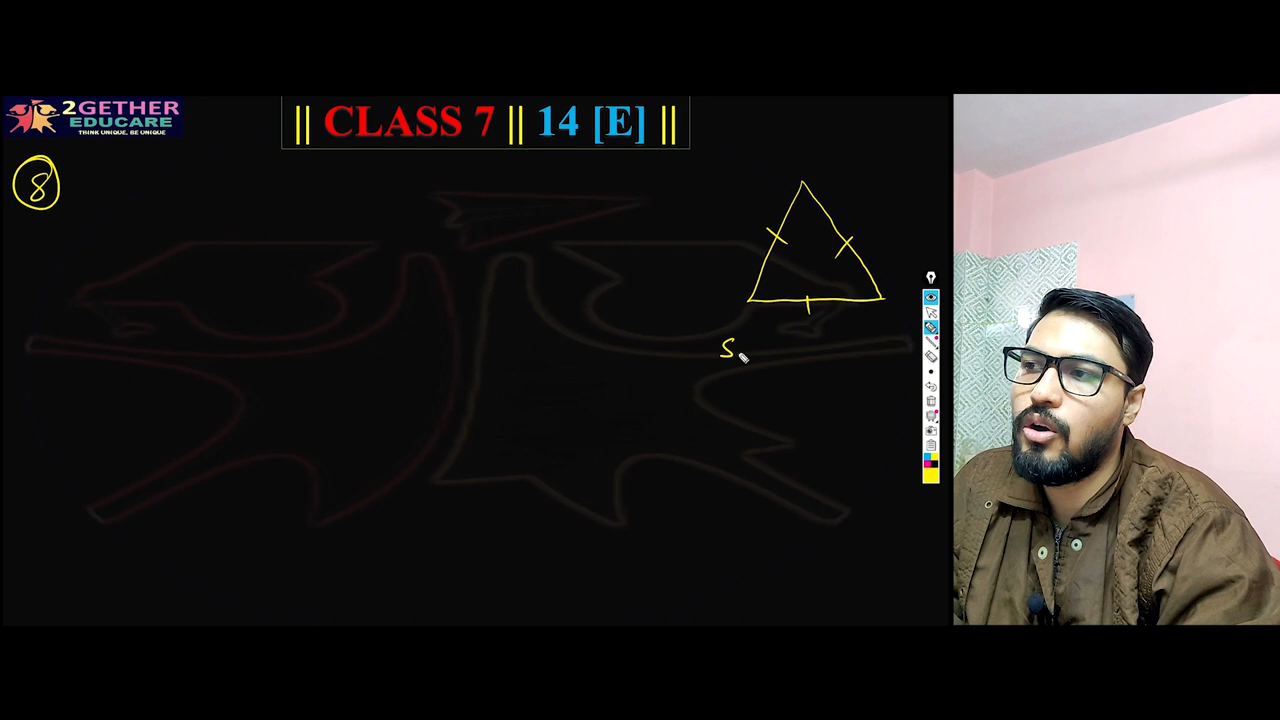 2GETHER
EDUCARE
THINK UNIQUE, BE UNIQUE
|| CLASS 7 || 14 [E] ||
8
S